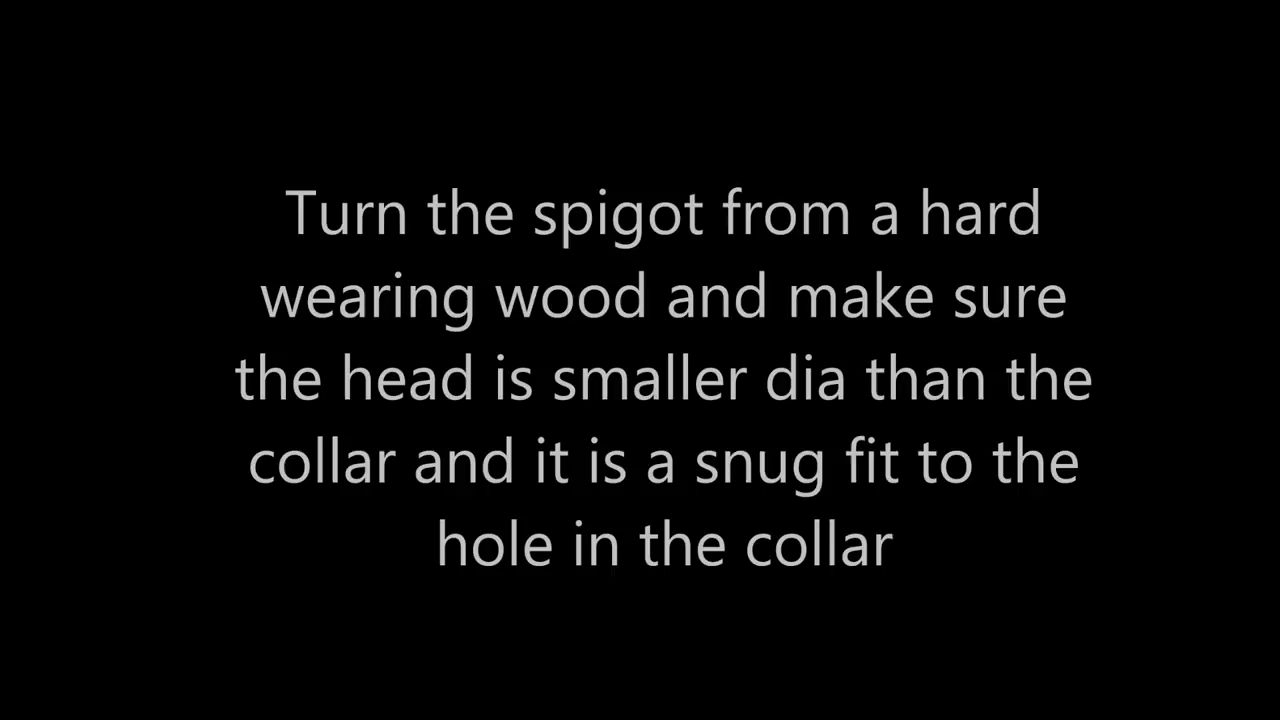 Turn the spigot from a hard
wearing wood and make sure
the head is smaller dia than the
collar and it is a snug fit to the
hole in the collar